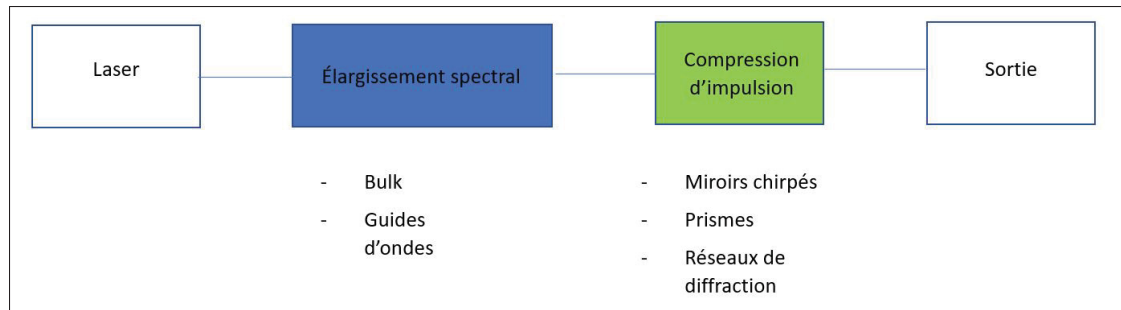 Laser
Élargissement spectral
Compression
d'impulsion
Sortie
- Bulk
- Guides
d'ondes
- Miroirs chirpés
- Prismes
- Réseaux de
diffraction